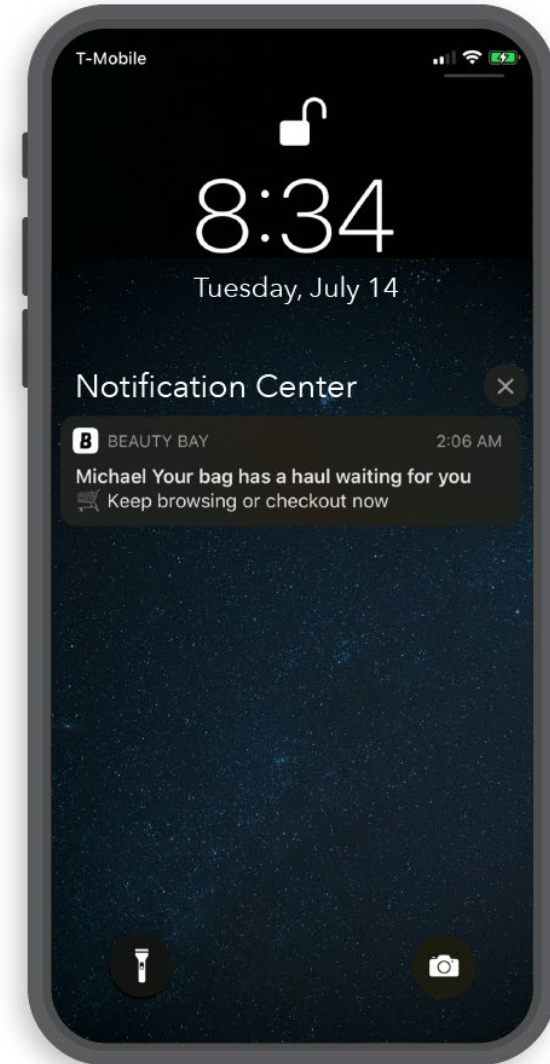 T-Mobile
8:34
Tuesday, July 14
Notification Center
B BEAUTY BAY 2:06 AM
Michael Your bag has a haul waiting for you
🛒 Keep browsing or checkout now